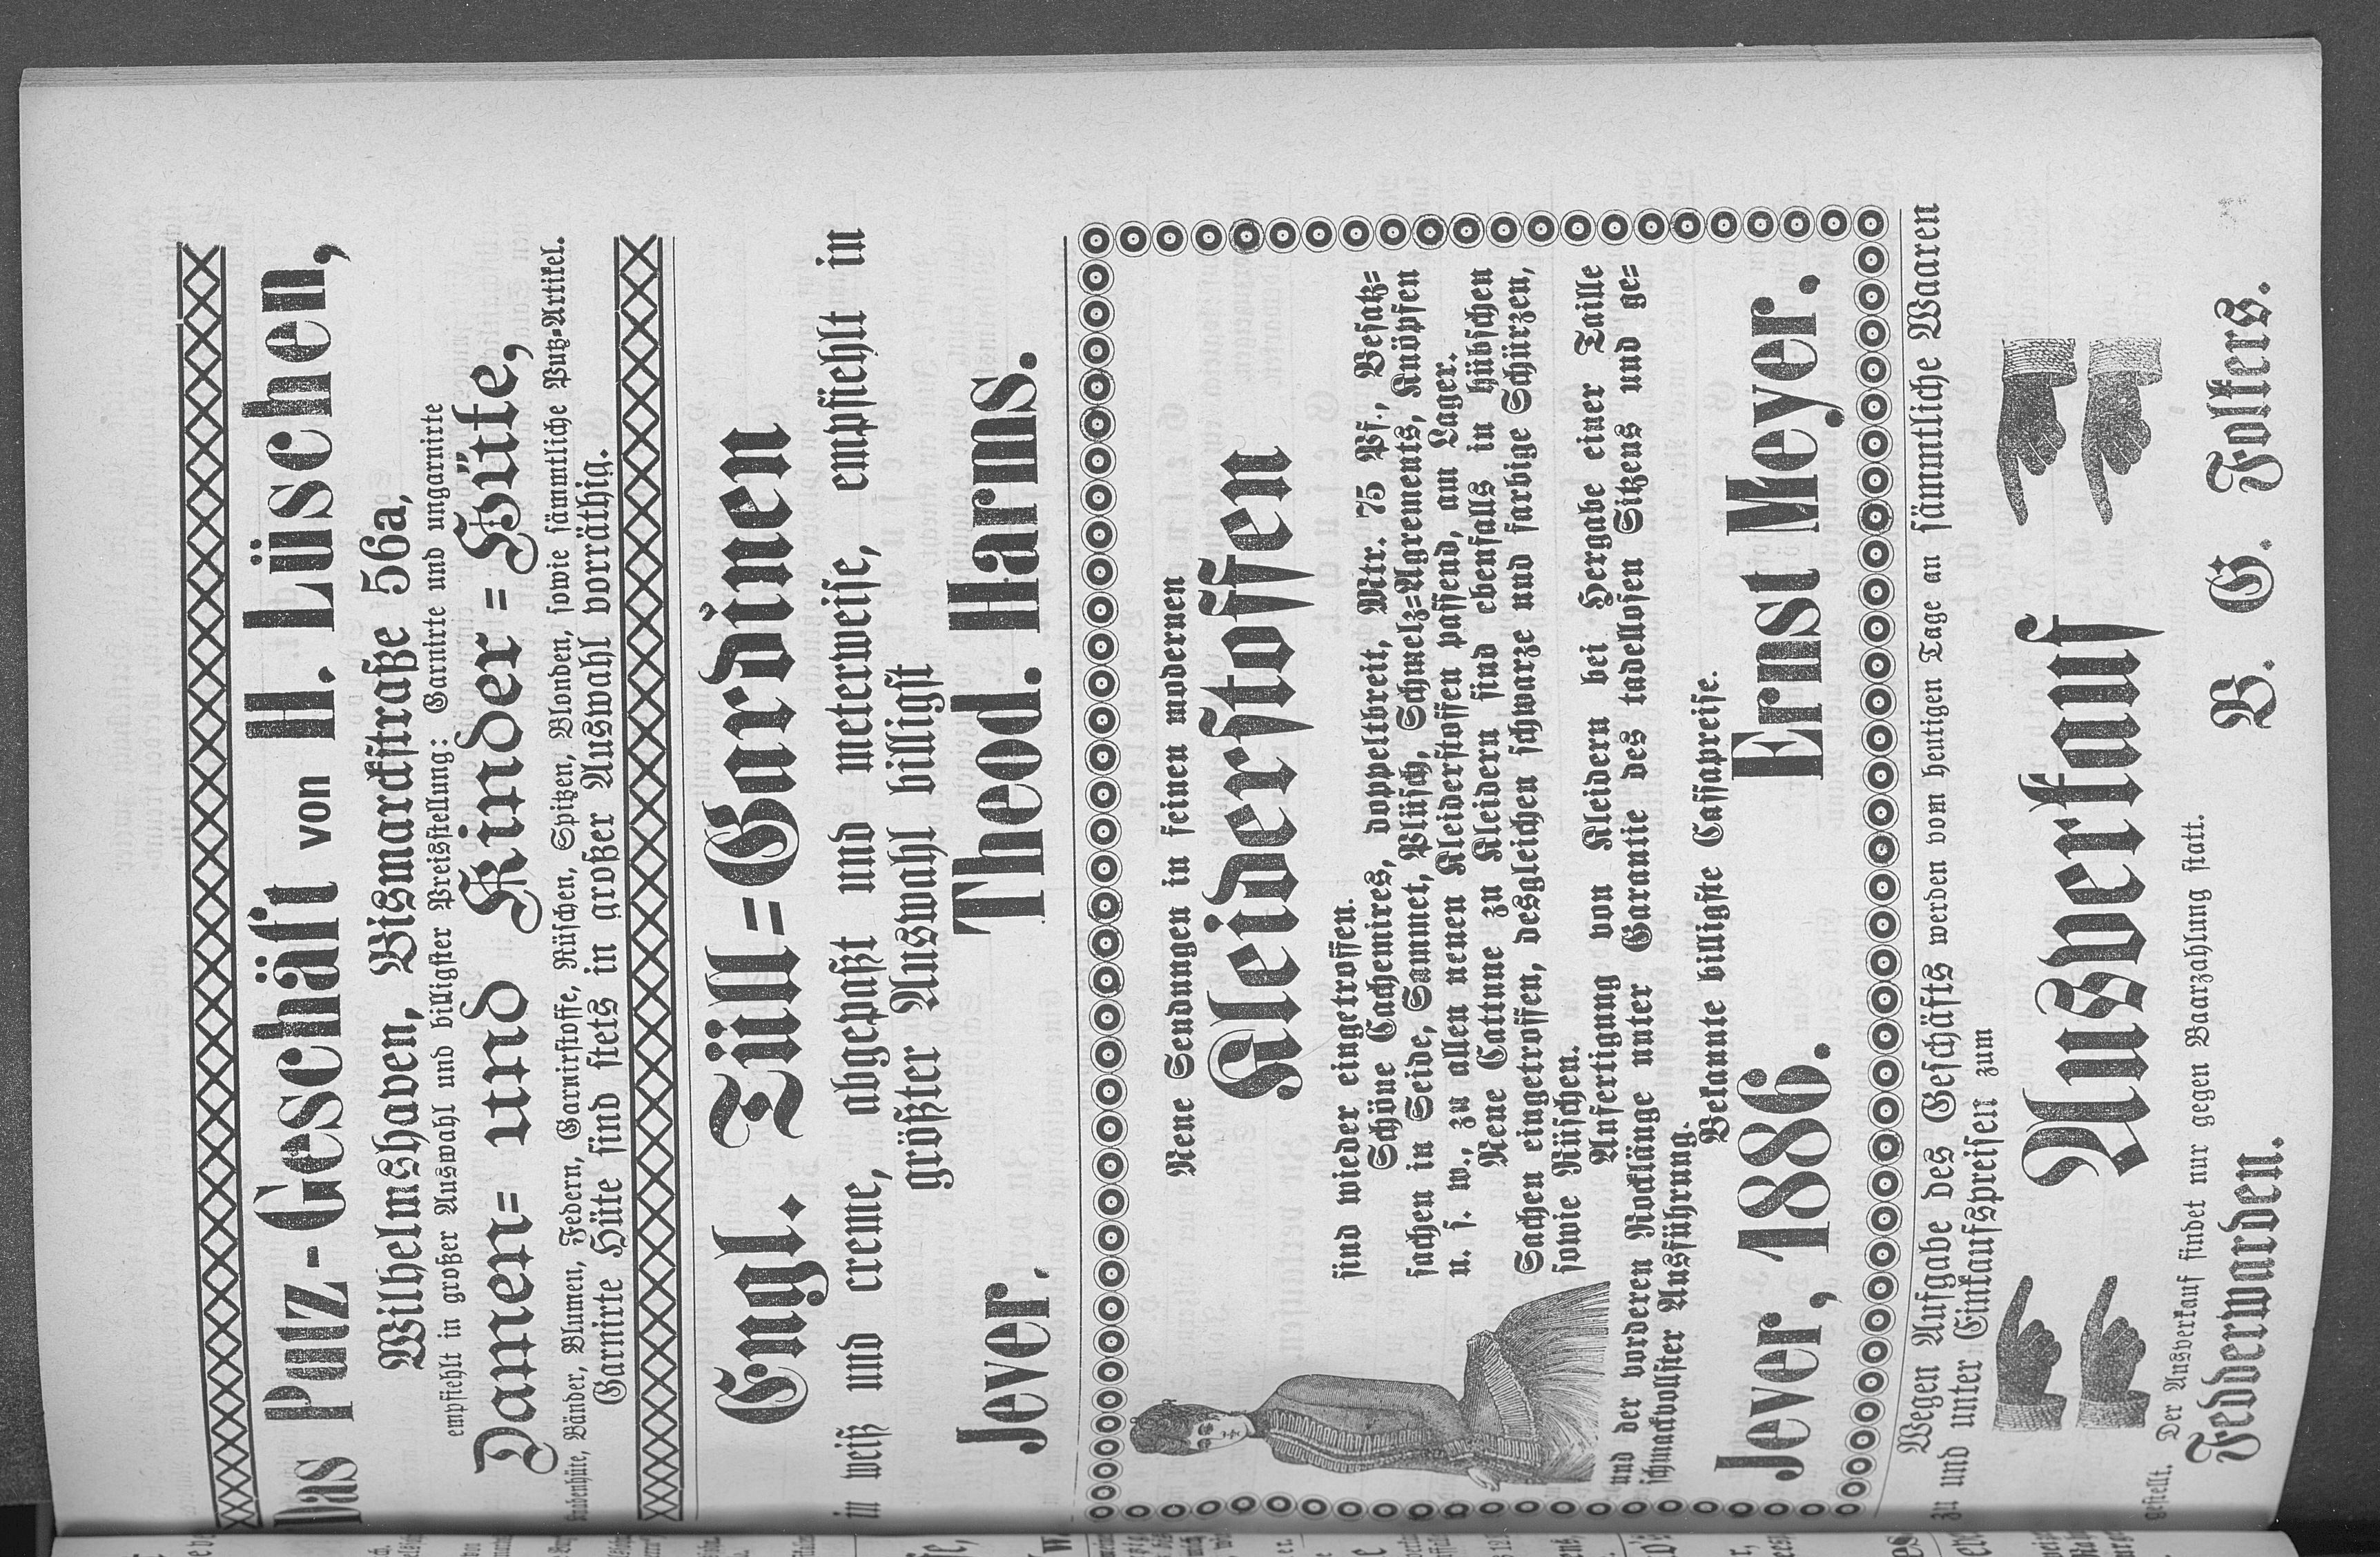 Das Putz-Geschäft von H. Lüschen,
Wilhelmshaven, Bismarckstraße 56a,
empfiehlt in großer Auswahl und billigster Preisstellung: Garnirte und ungarnirte
Damen= und Kinder=Hüte,
Knabenhüte, Bänder, Blumen, Federn, Garnirstoffe, Rüschen, Spitzen, Blonden, sowie sämmtliche Putz-Artikel.
Garnirte Hüte sind stets in großer Auswahl vorräthig.
Engl. Tüll=Gardinen
in weiß und creme, abgepaßt und meterweise, empfiehlt in
größter Auswahl billigst
Jever. Theod. Harms.
Neue Sendungen in feinen modernen
Kleiderstoffen
sind wieder eingetroffen.
Schöne Cachemires, doppeltbreit, Mtr. 75 Pf., Besatz=
sachen in Seide, Sammet, Plüsch, Schmelz=Agrements, Knöpfen
u. s. w., zu allen neuen Kleiderstoffen passend, am Lager.
Neue Cattune zu Kleidern sind ebenfalls in hübschen
Sachen eingetroffen, desgleichen schwarze und farbige Schürzen,
sowie Rüschen.
Anfertigung von Kleidern bei Hergabe einer Taille
und der vorderen Rocklänge unter Garantie des tadellosen Sitzens und ge=
schmackvollster Ausführung.
Bekannte billigste Cassapreise.
Jever, 1886. Ernst Meyer.
Wegen Aufgabe des Geschäfts werden vom heutigen Tage an sämmtliche Waaren
zu und unter Einkaufspreisen zum
Ausverkauf
gestellt. Der Ausverkauf findet nur gegen Baarzahlung statt.
Fedderwarden. B. G. Folkers.